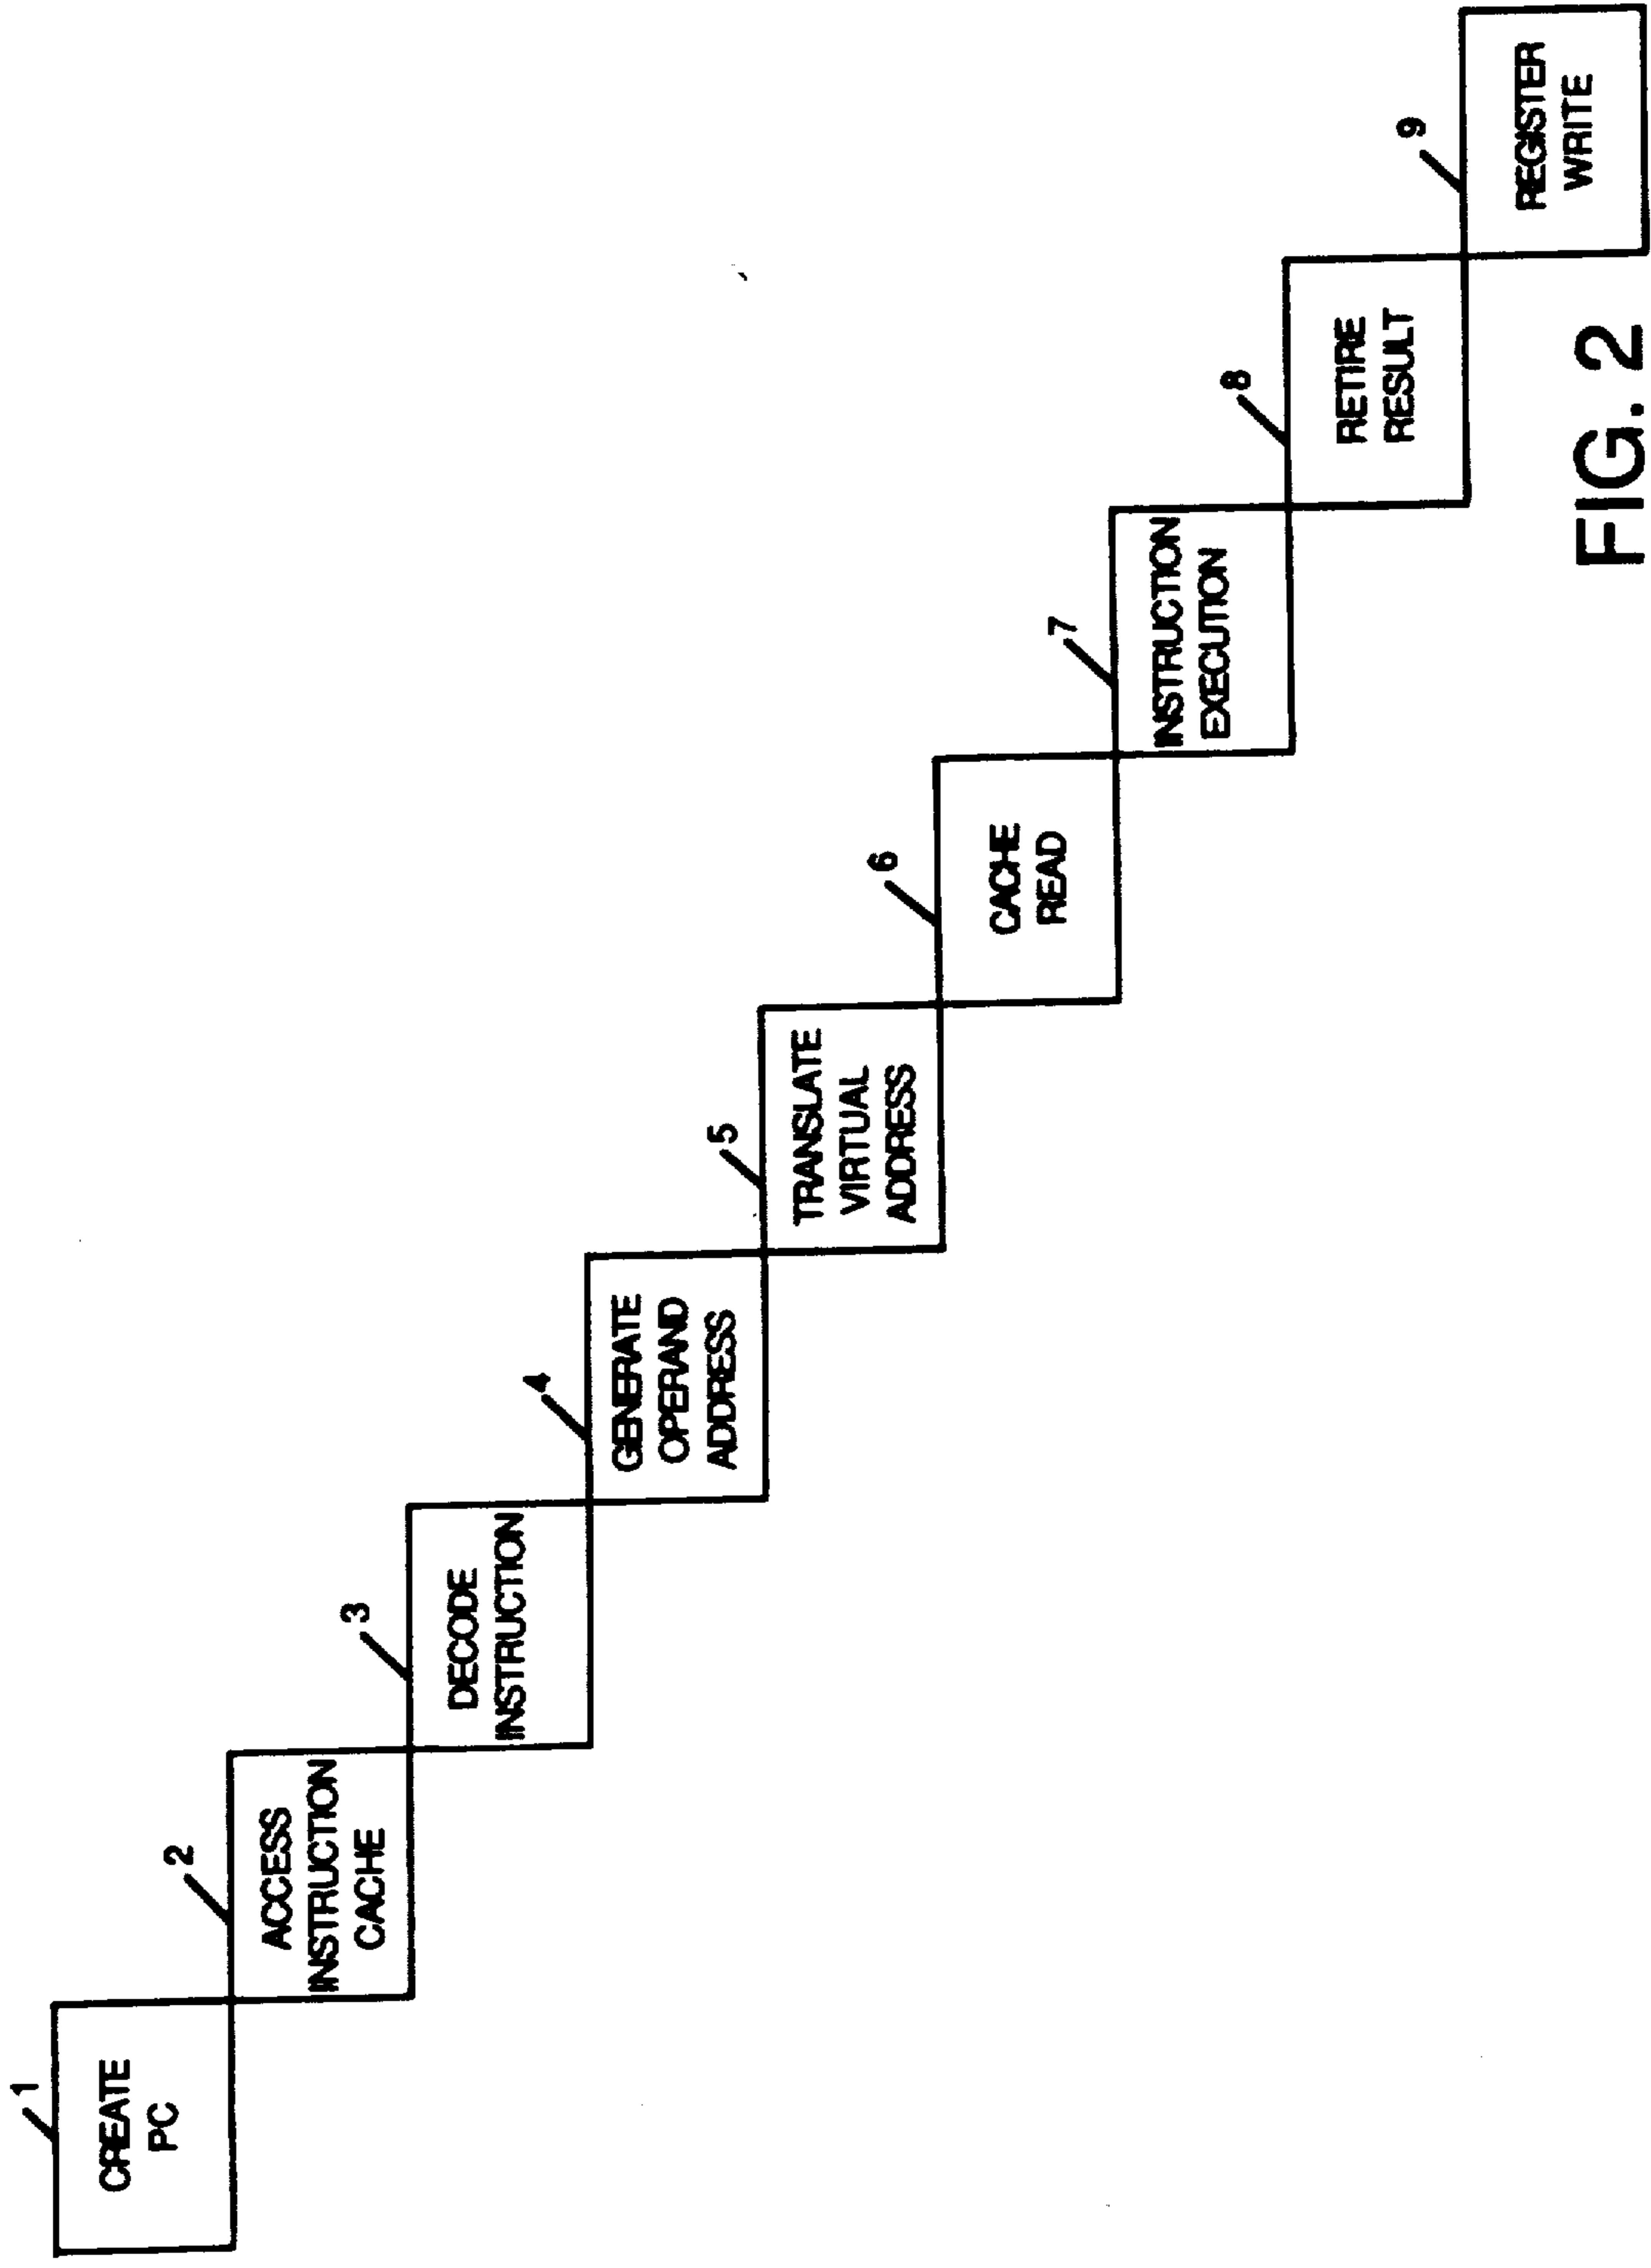 1
CREATE
PC
2
ACCESS
INSTRUCTION
CACHE
3
DECODE
INSTRUCTION
4
GENERATE
OPERAND
ADDRESS
5
TRANSLATE
VIRTUAL
ADDRESS
6
CACHE
READ
7
INSTRUCTION
EXECUTION
8
RETIRE
RESULT
9
REGISTER
WRITE
FIG. 2